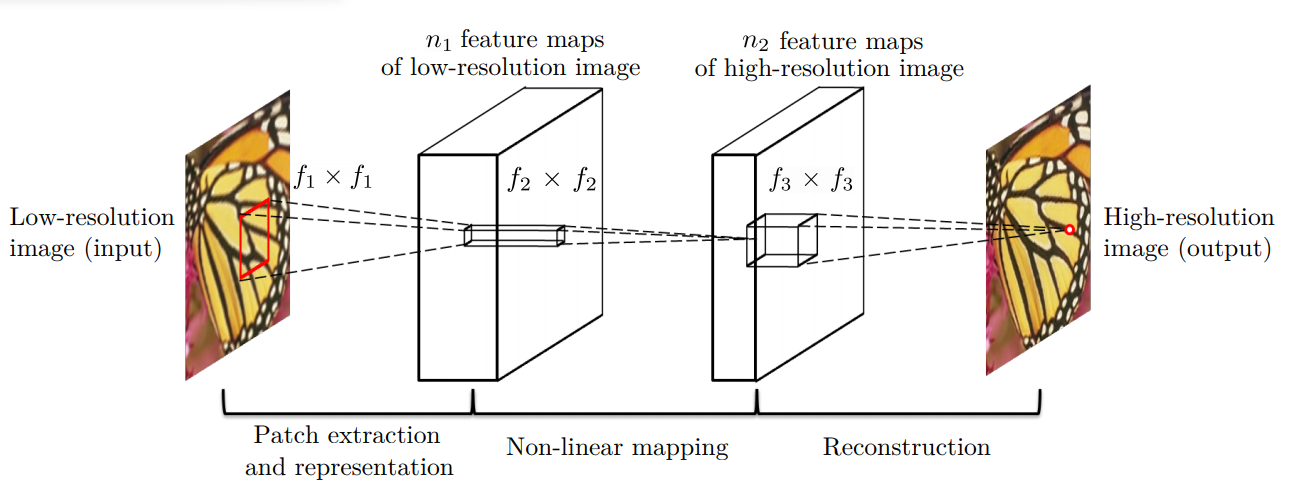 n₁ feature maps
of low-resolution image
n₂ feature maps
of high-resolution image
f₁ × f₁
f₂ × f₂
f₃ × f₃
Low-resolution
image (input)
High-resolution
image (output)
Patch extraction
and representation
Non-linear mapping
Reconstruction